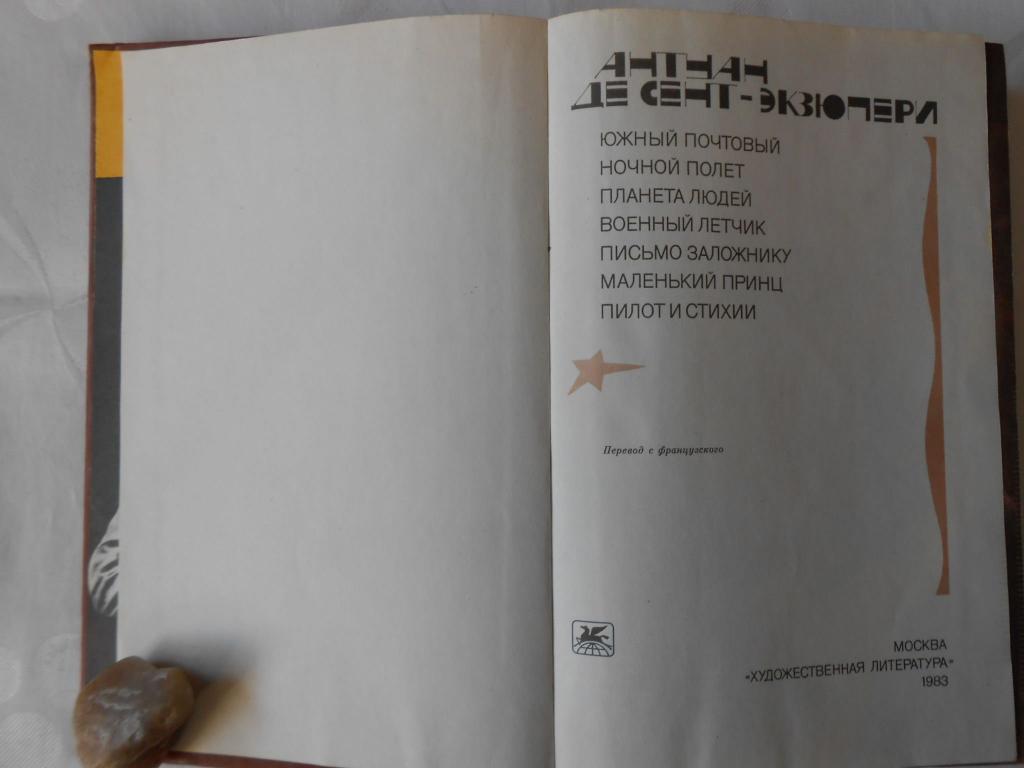 АНТУАН
ДЕ СЕНТ-ЭКЗЮПЕРИ
ЮЖНЫЙ ПОЧТОВЫЙ
НОЧНОЙ ПОЛЕТ
ПЛАНЕТА ЛЮДЕЙ
ВОЕННЫЙ ЛЕТЧИК
ПИСЬМО ЗАЛОЖНИКУ
МАЛЕНЬКИЙ ПРИНЦ
ПИЛОТ И СТИХИИ
Перевод с французского
МОСКВА
«ХУДОЖЕСТВЕННАЯ ЛИТЕРАТУРА»
1983